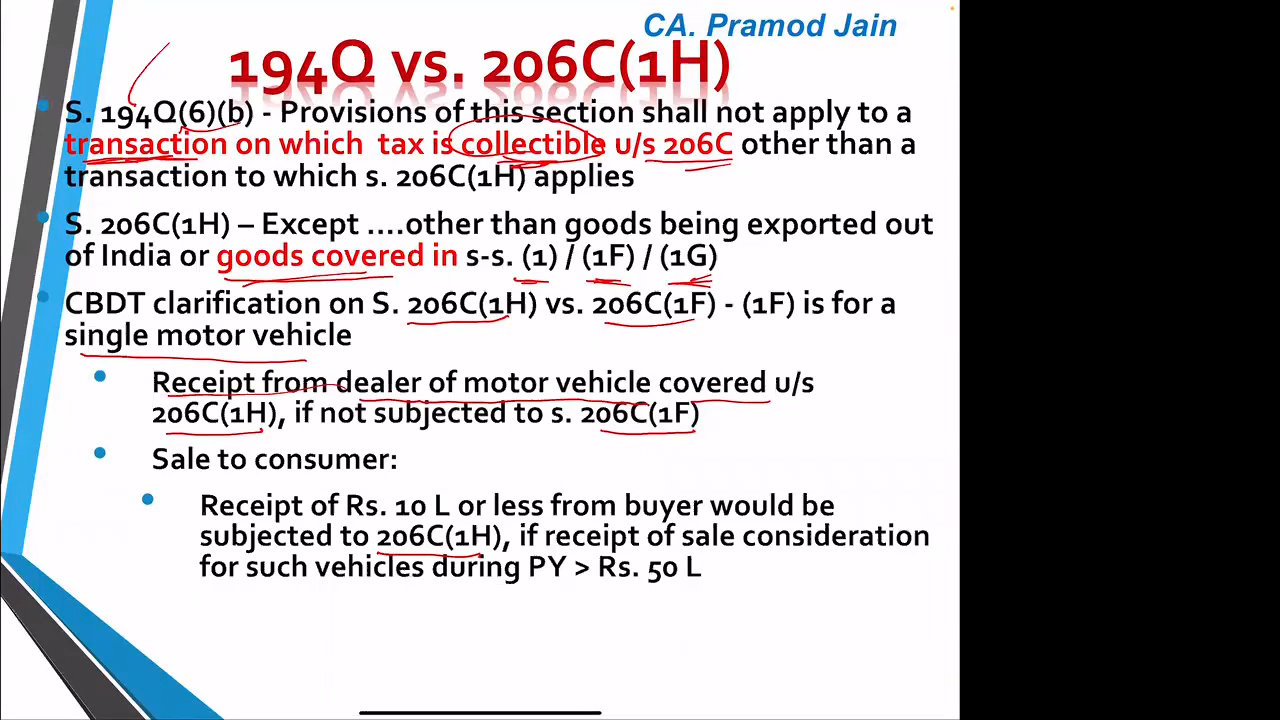 CA. Pramod Jain
194Q vs. 206C(1H)
S. 194Q(6)(b) - Provisions of this section shall not apply to a
transaction on which tax is collectible u/s 206C other than a
transaction to which s. 206C(1H) applies
S. 206C(1H) – Except ....other than goods being exported out
of India or goods covered in s-s. (1) / (1F) / (1G)
CBDT clarification on S. 206C(1H) vs. 206C(1F) - (1F) is for a
single motor vehicle
Receipt from dealer of motor vehicle covered u/s
206C(1H), if not subjected to s. 206C(1F)
Sale to consumer:
Receipt of Rs. 10 L or less from buyer would be
subjected to 206C(1H), if receipt of sale consideration
for such vehicles during PY > Rs. 50 L